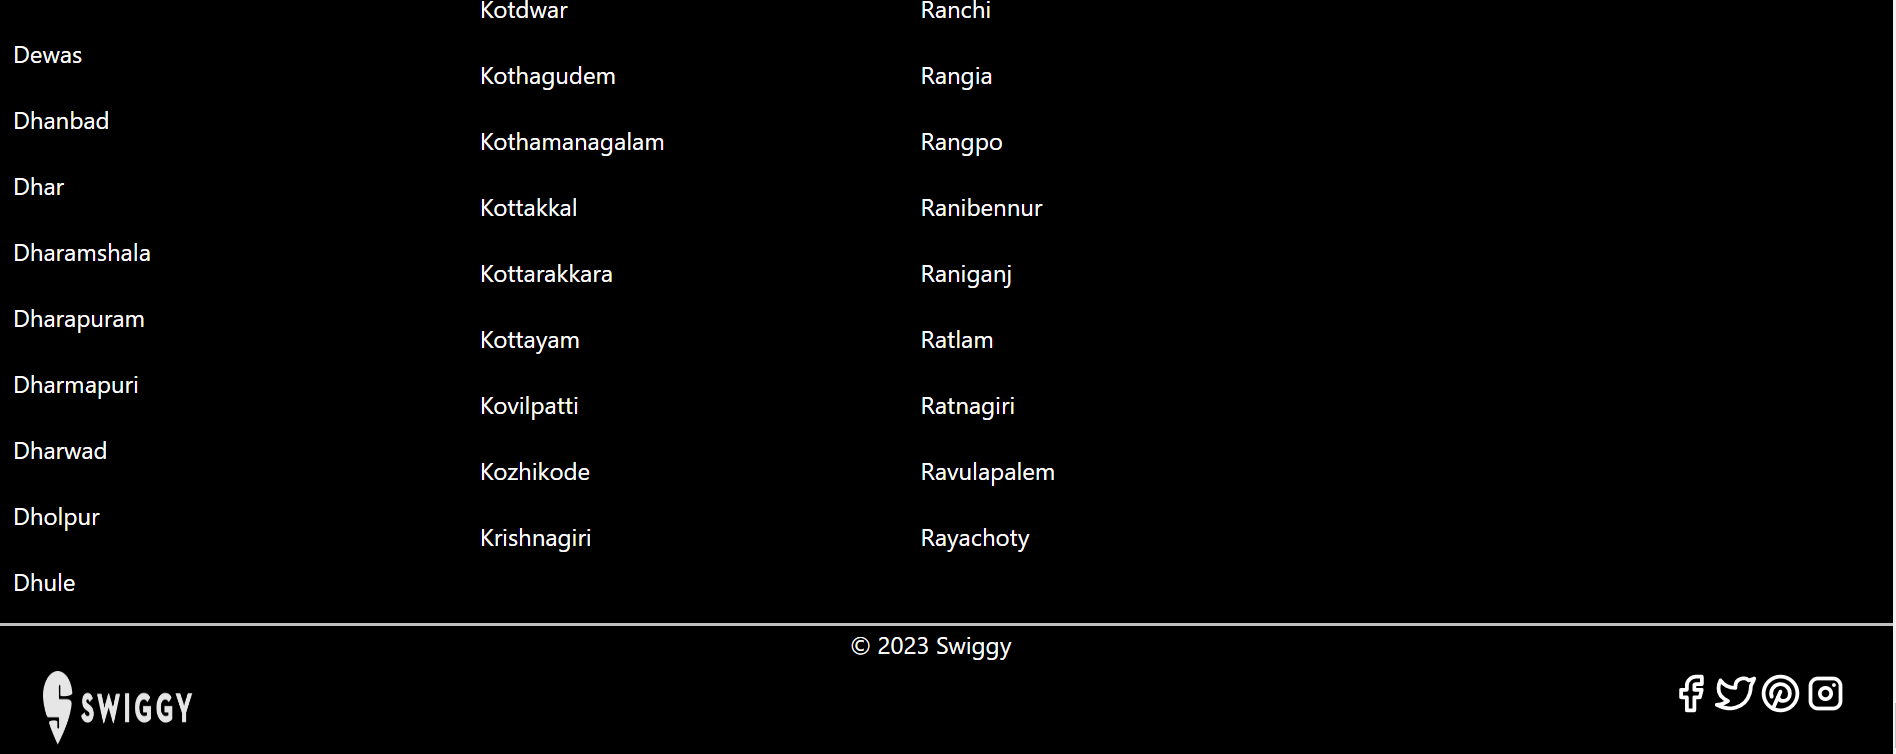 Dewas
Dhanbad
Dhar
Dharamshala
Dharapuram
Dharmapuri
Dharwad
Dholpur
Dhule
Kotdwar
Kothagudem
Kothamanagalam
Kottakkal
Kottarakkara
Kottayam
Kovilpatti
Kozhikode
Krishnagiri
Ranchi
Rangia
Rangpo
Ranibennur
Raniganj
Ratlam
Ratnagiri
Ravulapalem
Rayachoty
© 2023 Swiggy
SWIGGY